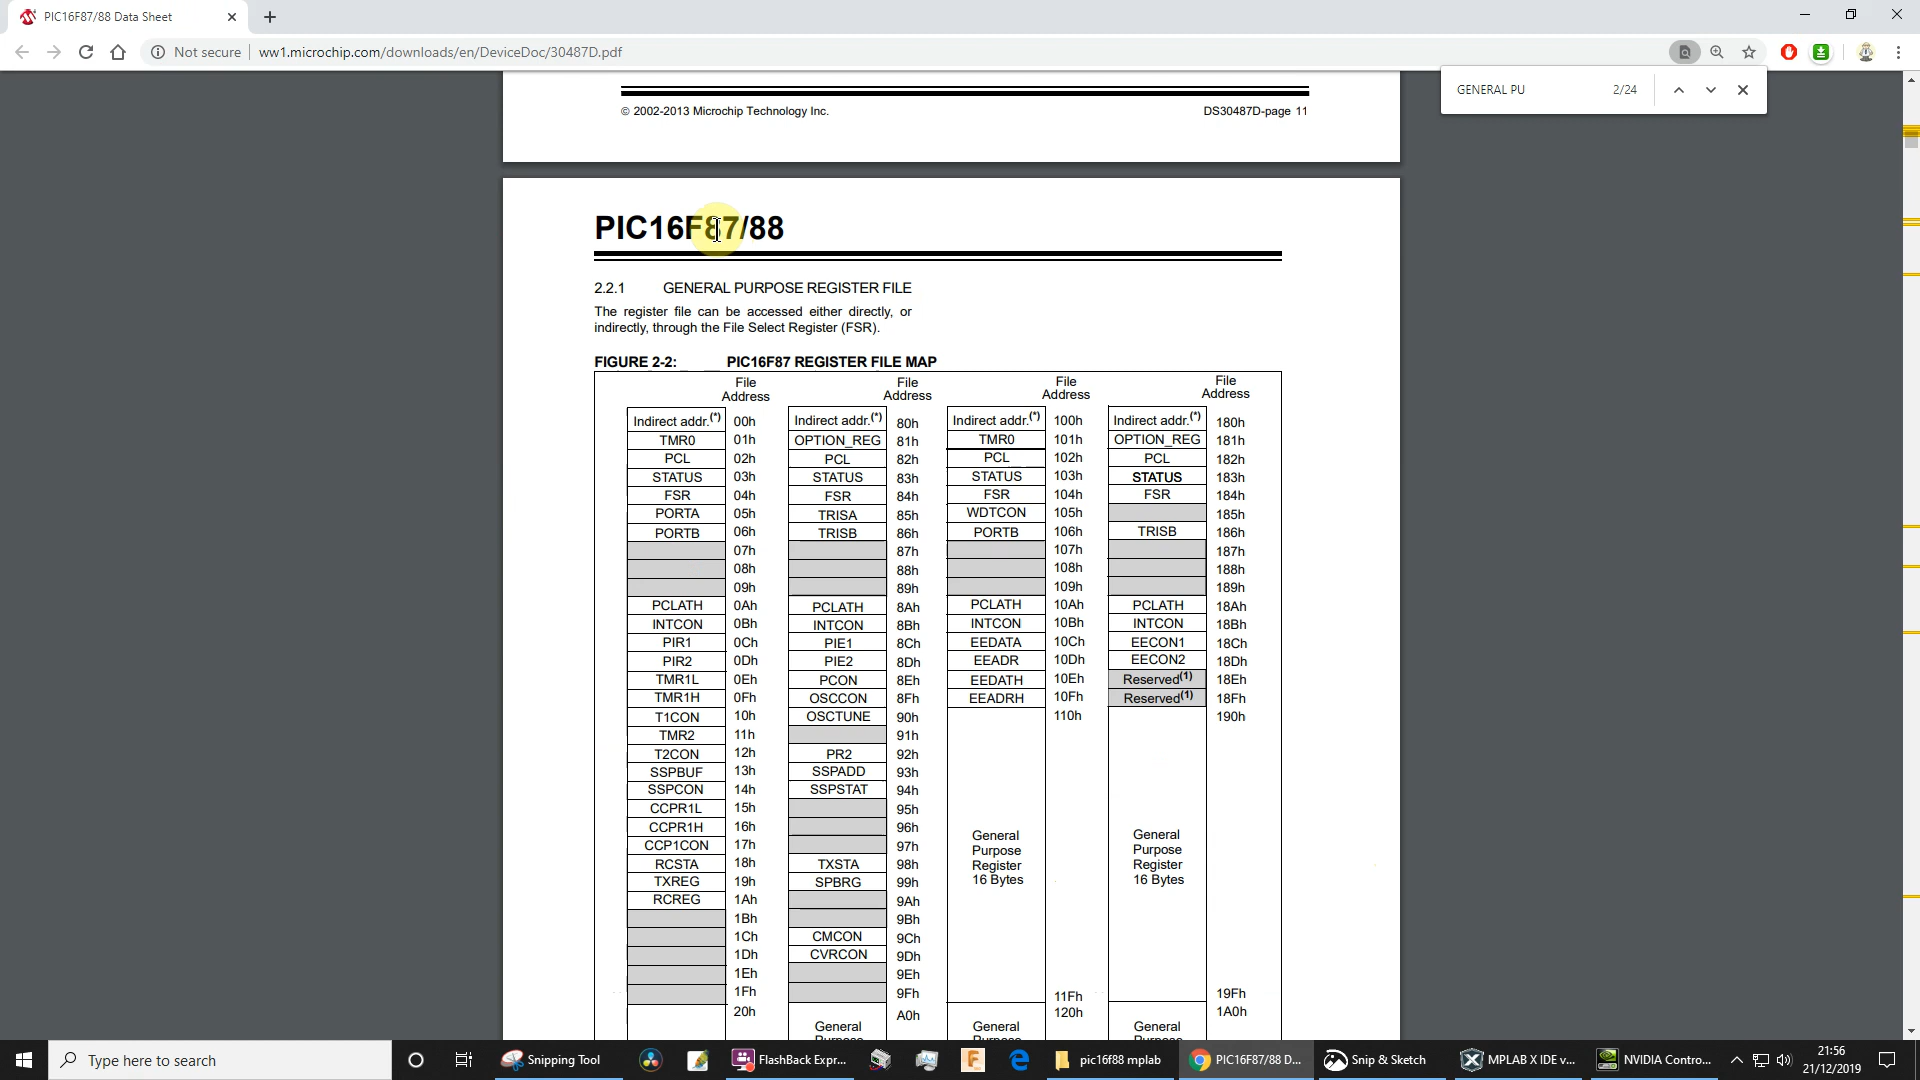 PIC16F87/88 Data Sheet
Not secure
ww1.microchip.com/downloads/en/DeviceDoc/30487D.pdf
GENERAL PU
2/24
© 2002-2013 Microchip Technology Inc.
DS30487D-page 11
PIC16F87/88
2.2.1 GENERAL PURPOSE REGISTER FILE
The register file can be accessed either directly, or
indirectly, through the File Select Register (FSR).
FIGURE 2-2: PIC16F87 REGISTER FILE MAP
File File File File
Address Address Address Address
Indirect addr.(*) 00h Indirect addr.(*) 80h Indirect addr.(*) 100h Indirect addr.(*) 180h
TMR0 01h OPTION_REG 81h TMR0 101h OPTION_REG 181h
PCL 02h PCL 82h PCL 102h PCL 182h
STATUS 03h STATUS 83h STATUS 103h STATUS 183h
FSR 04h FSR 84h FSR 104h FSR 184h
PORTA 05h TRISA 85h WDTCON 105h 185h
PORTB 06h TRISB 86h PORTB 106h TRISB 186h
07h 87h 107h 187h
08h 88h 108h 188h
09h 89h 109h 189h
PCLATH 0Ah PCLATH 8Ah PCLATH 10Ah PCLATH 18Ah
INTCON 0Bh INTCON 8Bh INTCON 10Bh INTCON 18Bh
PIR1 0Ch PIE1 8Ch EEDATA 10Ch EECON1 18Ch
PIR2 0Dh PIE2 8Dh EEADR 10Dh EECON2 18Dh
TMR1L 0Eh PCON 8Eh EEDATH 10Eh Reserved(1) 18Eh
TMR1H 0Fh OSCCON 8Fh EEADRH 10Fh Reserved(1) 18Fh
T1CON 10h OSCTUNE 90h 110h 190h
TMR2 11h 91h
T2CON 12h PR2 92h
SSPBUF 13h SSPADD 93h
SSPCON 14h SSPSTAT 94h
CCPR1L 15h 95h
CCPR1H 16h 96h General General
CCP1CON 17h 97h Purpose Purpose
RCSTA 18h TXSTA 98h Register Register
TXREG 19h SPBRG 99h 16 Bytes 16 Bytes
RCREG 1Ah 9Ah
1Bh 9Bh
1Ch CMCON 9Ch
1Dh CVRCON 9Dh
1Eh 9Eh
1Fh 9Fh 11Fh 19Fh
20h A0h 120h 1A0h
General General General
Type here to search
Snipping Tool
FlashBack Expr...
pic16f88 mplab
PIC16F87/88 D...
Snip & Sketch
MPLAB X IDE v...
NVIDIA Contro...
21:56
21/12/2019